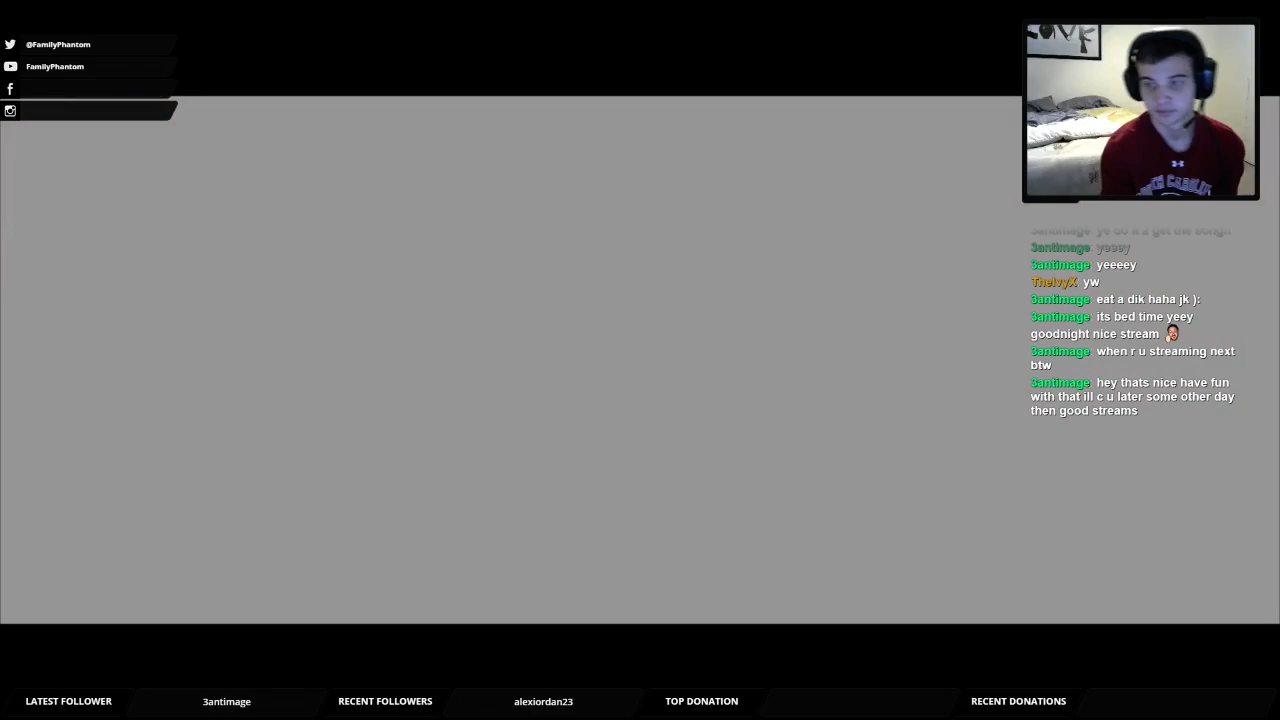 @FamilyPhantom
FamilyPhantom
3antimage: yeeey
3antimage: yeeeey
TheIvyX: yw
3antimage: eat a dik haha jk ):
3antimage: its bed time yeey
goodnight nice stream
3antimage: when r u streaming next
btw
3antimage: hey thats nice have fun
with that ill c u later some other day
then good streams
LATEST FOLLOWER
3antimage
RECENT FOLLOWERS
alexiordan23
TOP DONATION
RECENT DONATIONS